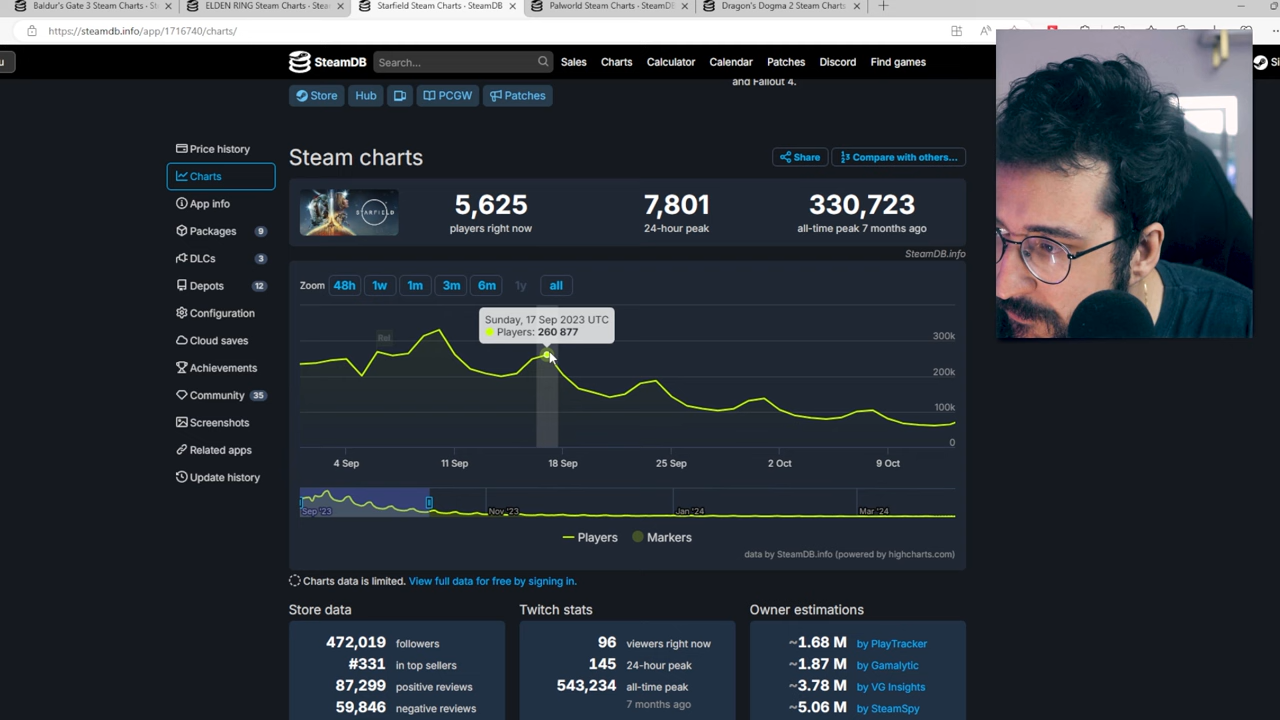 Baldur's Gate 3 Steam Charts · St
ELDEN RING Steam Charts · Stea
Starfield Steam Charts · SteamDB
Palworld Steam Charts · SteamDB
Dragon's Dogma 2 Steam Charts
https://steamdb.info/app/1716740/charts/
u
SteamDB
Search...
Sales
Charts
Calculator
Calendar
Patches
Discord
Find games
Si
and Fallout 4.
Store
Hub
PCGW
Patches
Price history
Charts
App info
Packages 9
DLCs 3
Depots 12
Configuration
Cloud saves
Achievements
Community 35
Screenshots
Related apps
Update history
Steam charts
Share
Compare with others...
STARFIELD
5,625
players right now
7,801
24-hour peak
330,723
all-time peak 7 months ago
SteamDB.info
Zoom 48h 1w 1m 3m 6m 1y all
Sunday, 17 Sep 2023 UTC
Players: 260 877
Rel
300k
200k
100k
0
4 Sep
11 Sep
18 Sep
25 Sep
2 Oct
9 Oct
Sep '23
Nov '23
Jan '24
Mar '24
Players
Markers
data by SteamDB.info (powered by highcharts.com)
Charts data is limited. View full data for free by signing in.
Store data
472,019 followers
#331 in top sellers
87,299 positive reviews
59,846 negative reviews
Twitch stats
96 viewers right now
145 24-hour peak
543,234 all-time peak
7 months ago
Owner estimations
~1.68 M by PlayTracker
~1.87 M by Gamalytic
~3.78 M by VG Insights
~5.06 M by SteamSpy